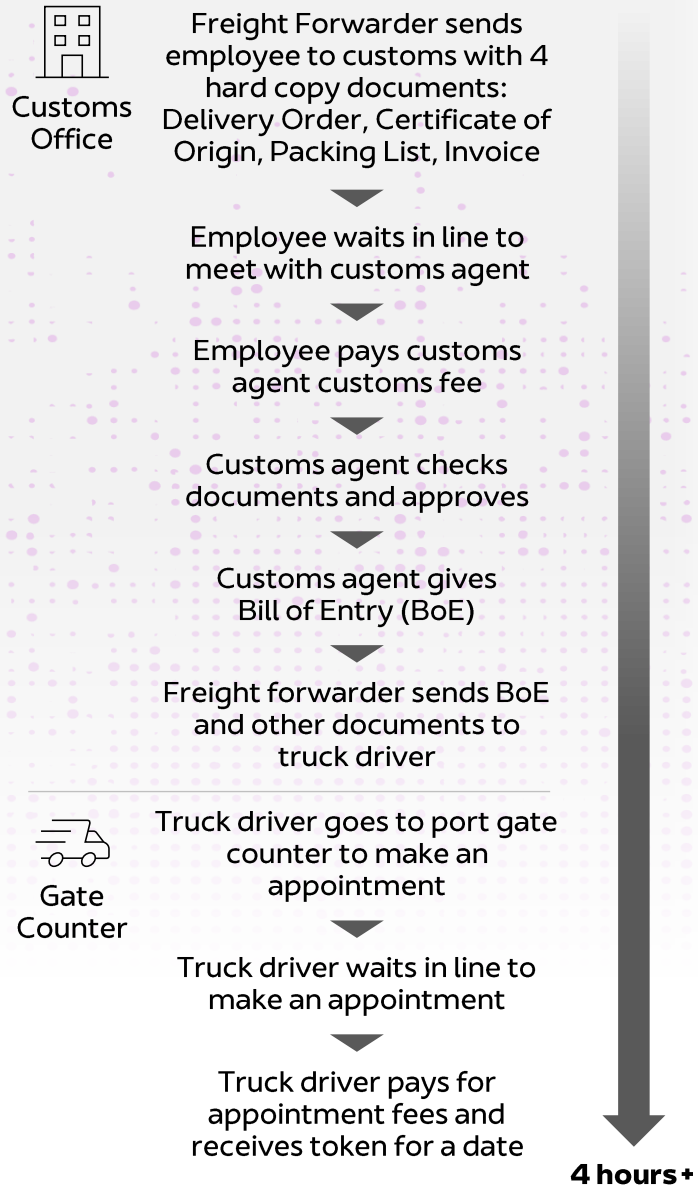 Customs
Office
Freight Forwarder sends
employee to customs with 4
hard copy documents:
Delivery Order, Certificate of
Origin, Packing List, Invoice
Employee waits in line to
meet with customs agent
Employee pays customs
agent customs fee
Customs agent checks
documents and approves
Customs agent gives
Bill of Entry (BoE)
Freight forwarder sends BoE
and other documents to
truck driver
Gate
Counter
Truck driver goes to port gate
counter to make an
appointment
Truck driver waits in line to
make an appointment
Truck driver pays for
appointment fees and
receives token for a date
4 hours+